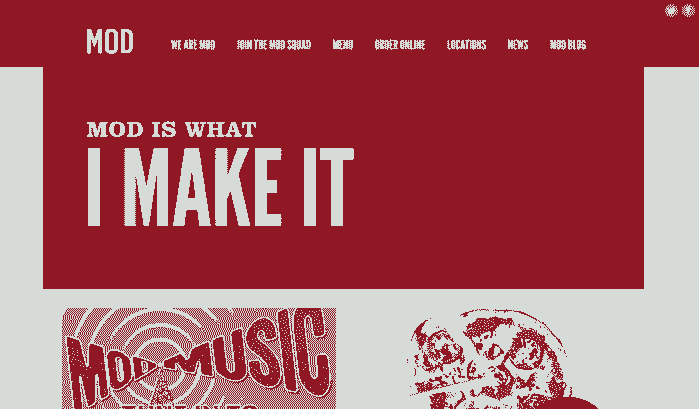 MOD
WE ARE MOD JOIN THE MOD SQUAD MENU ORDER ONLINE LOCATIONS NEWS MOD BLOG
MOD IS WHAT
I MAKE IT
MOD MUSIC